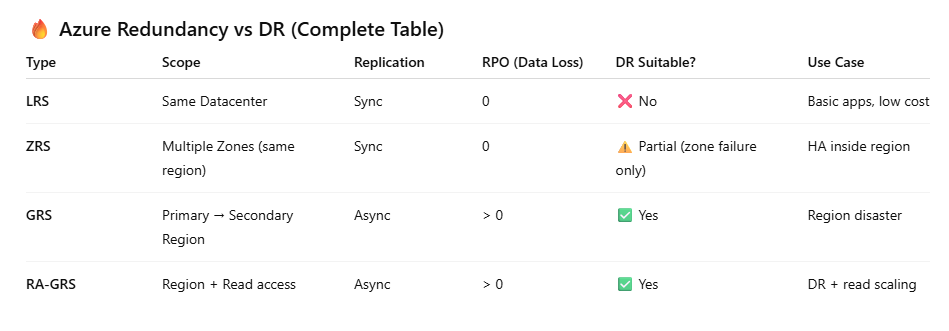 🔥 Azure Redundancy vs DR (Complete Table)
Type Scope Replication RPO (Data Loss) DR Suitable? Use Case
LRS Same Datacenter Sync 0 ❌ No Basic apps, low cost
ZRS Multiple Zones (same Sync 0 ⚠️ Partial (zone failure HA inside region
region) only)
GRS Primary → Secondary Async > 0 ✅ Yes Region disaster
Region
RA-GRS Region + Read access Async > 0 ✅ Yes DR + read scaling